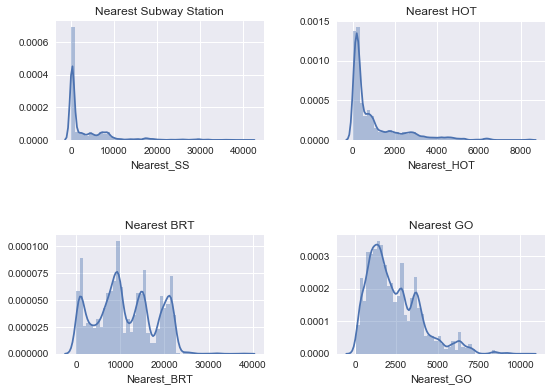 Nearest Subway Station
0.0006
0.0004
0.0002
0.0000
0 10000 20000 30000 40000
Nearest_SS
Nearest HOT
0.0015
0.0010
0.0005
0.0000
0 2000 4000 6000 8000
Nearest_HOT
Nearest BRT
0.000100
0.000075
0.000050
0.000025
0.000000
0 10000 20000 30000 40000
Nearest_BRT
Nearest GO
0.0003
0.0002
0.0001
0.0000
0 2500 5000 7500 10000
Nearest_GO